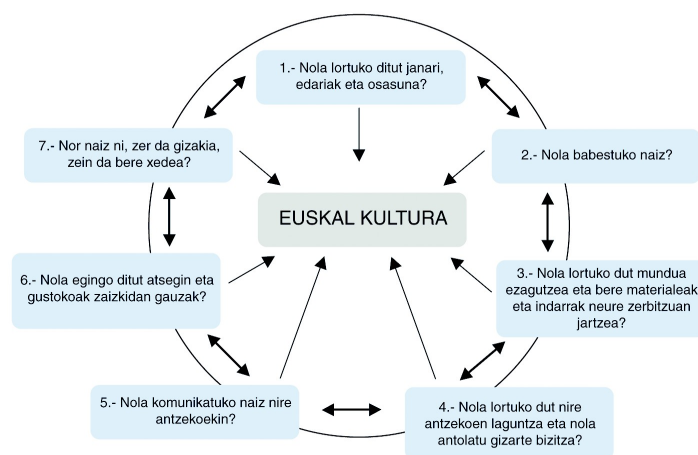 1.- Nola lortuko ditut janari,
edariak eta osasuna?
2.- Nola babestuko naiz?
3.- Nola lortuko dut mundua
ezagutzea eta bere materialeak
eta indarrak neure zerbitzuan
jartzea?
4.- Nola lortuko dut nire
antzekoen laguntza eta nola
antolatu gizarte bizitza?
5.- Nola komunikatuko naiz nire
antzekoekin?
6.- Nola egingo ditut atsegin eta
gustokoak zaizkidan gauzak?
7.- Nor naiz ni, zer da gizakia,
zein da bere xedea?
EUSKAL KULTURA